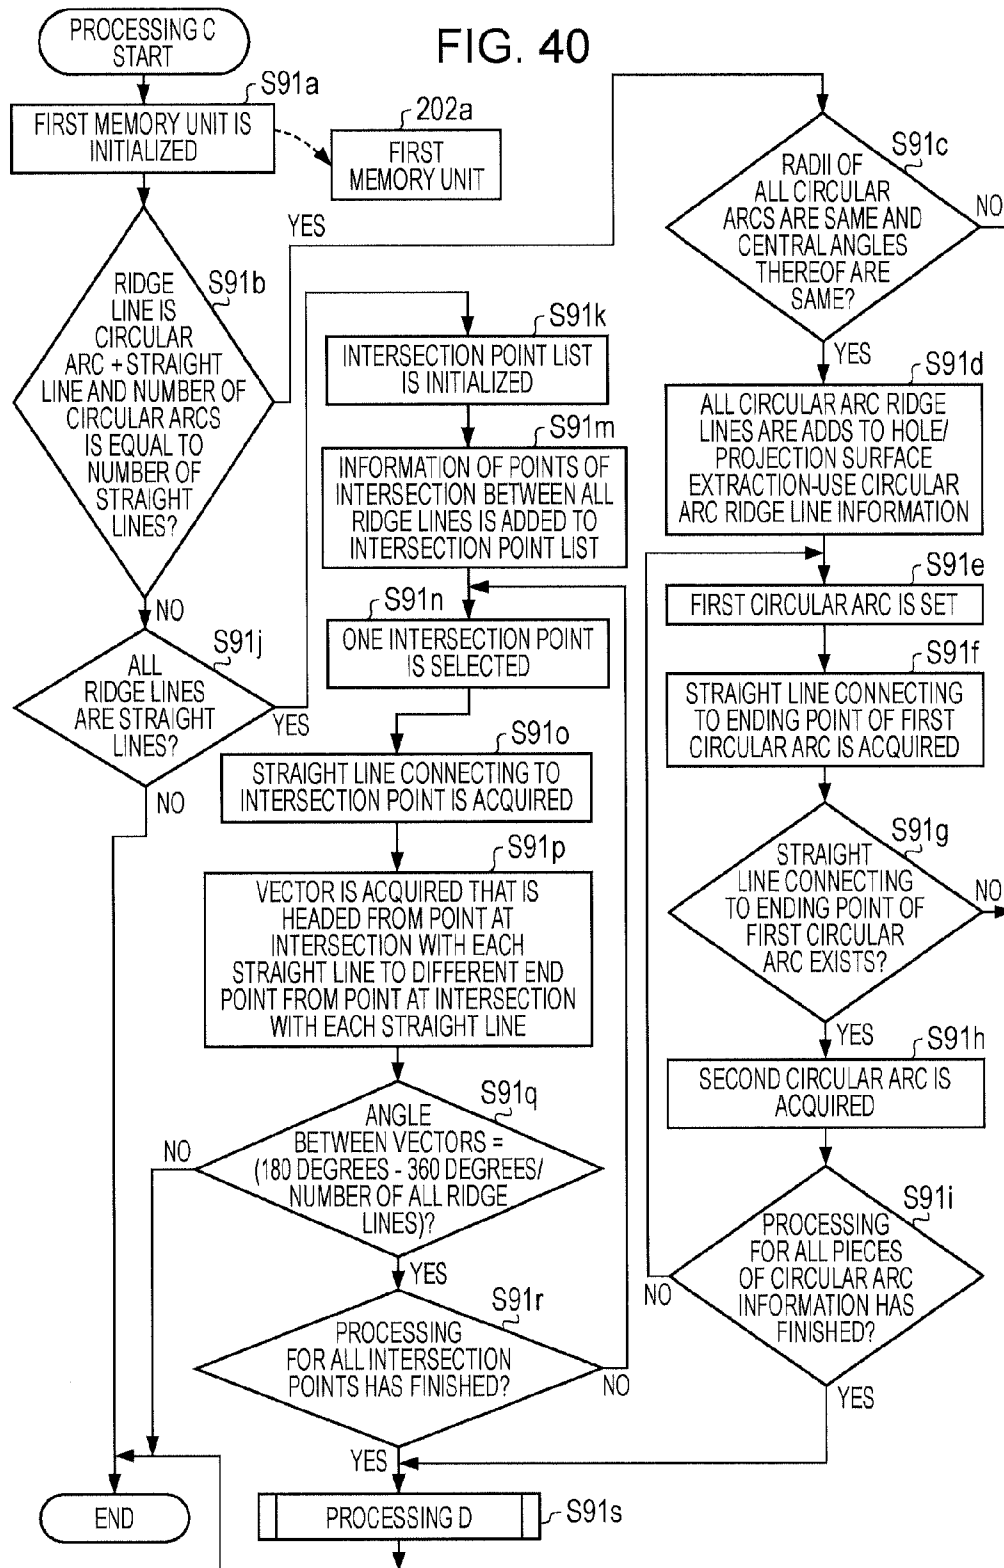 FIG. 40
PROCESSING C
START
S91a
FIRST MEMORY UNIT IS
INITIALIZED
202a
FIRST
MEMORY UNIT
S91b
RIDGE
LINE IS
CIRCULAR
ARC + STRAIGHT
LINE AND NUMBER OF
CIRCULAR ARCS
IS EQUAL TO
NUMBER OF
STRAIGHT
LINES?
YES
NO
S91j
ALL
RIDGE LINES
ARE STRAIGHT
LINES?
YES
NO
S91k
INTERSECTION POINT LIST
IS INITIALIZED
S91m
INFORMATION OF POINTS OF
INTERSECTION BETWEEN ALL
RIDGE LINES IS ADDED TO
INTERSECTION POINT LIST
S91n
ONE INTERSECTION POINT
IS SELECTED
S91o
STRAIGHT LINE CONNECTING TO
INTERSECTION POINT IS ACQUIRED
S91p
VECTOR IS ACQUIRED THAT IS
HEADED FROM POINT AT
INTERSECTION WITH EACH
STRAIGHT LINE TO DIFFERENT END
POINT FROM POINT AT INTERSECTION
WITH EACH STRAIGHT LINE
S91q
ANGLE
BETWEEN VECTORS =
(180 DEGREES - 360 DEGREES/
NUMBER OF ALL RIDGE
LINES)?
NO
YES
S91r
PROCESSING
FOR ALL INTERSECTION
POINTS HAS FINISHED?
NO
YES
S91c
RADII OF
ALL CIRCULAR
ARCS ARE SAME AND
CENTRAL ANGLES
THEREOF ARE
SAME?
NO
YES
S91d
ALL CIRCULAR ARC RIDGE
LINES ARE ADDS TO HOLE/
PROJECTION SURFACE
EXTRACTION-USE CIRCULAR
ARC RIDGE LINE INFORMATION
S91e
FIRST CIRCULAR ARC IS SET
S91f
STRAIGHT LINE CONNECTING
TO ENDING POINT OF FIRST
CIRCULAR ARC IS ACQUIRED
S91g
STRAIGHT
LINE CONNECTING
TO ENDING POINT OF
FIRST CIRCULAR
ARC EXISTS?
NO
YES
S91h
SECOND CIRCULAR ARC IS
ACQUIRED
S91i
PROCESSING
FOR ALL PIECES
OF CIRCULAR ARC
INFORMATION HAS
FINISHED?
NO
YES
END
PROCESSING D
S91s